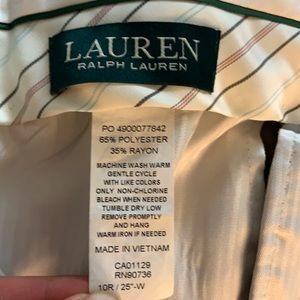 LAUREN
RALPH LAUREN
PO 4900077842
65% POLYESTER
35% RAYON
MACHINE WASH WARM
GENTLE CYCLE
WITH LIKE COLORS
ONLY NON-CHLORINE
BLEACH WHEN NEEDED
TUMBLE DRY LOW
REMOVE PROMPTLY
AND HANG
WARM IRON IF NEEDED
MADE IN VIETNAM
CA01129
RN90736
10R / 25"-W